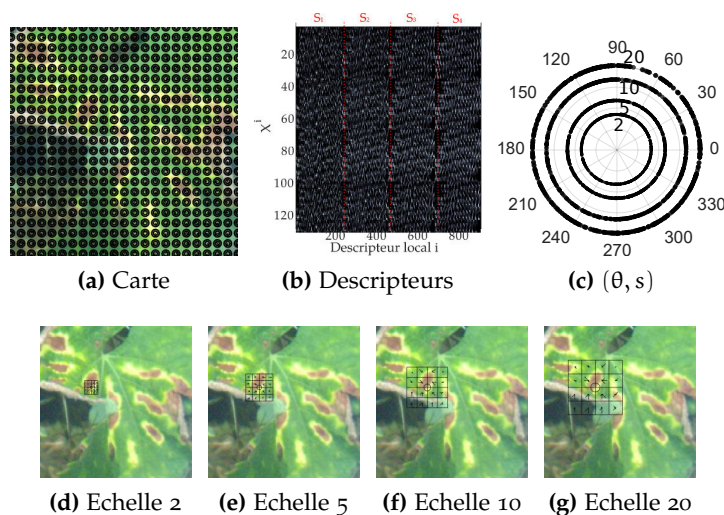 S₁ S₂ S₃ S₄
20
40
60
80
100
120
χⁱ
200 400 600 800
Descripteur local i
90
120 60
150 30
180 0
210 330
240 300
270
20
10
5
2
(a) Carte
(b) Descripteurs
(c) (θ, s)
(d) Echelle 2
(e) Echelle 5
(f) Echelle 10
(g) Echelle 20